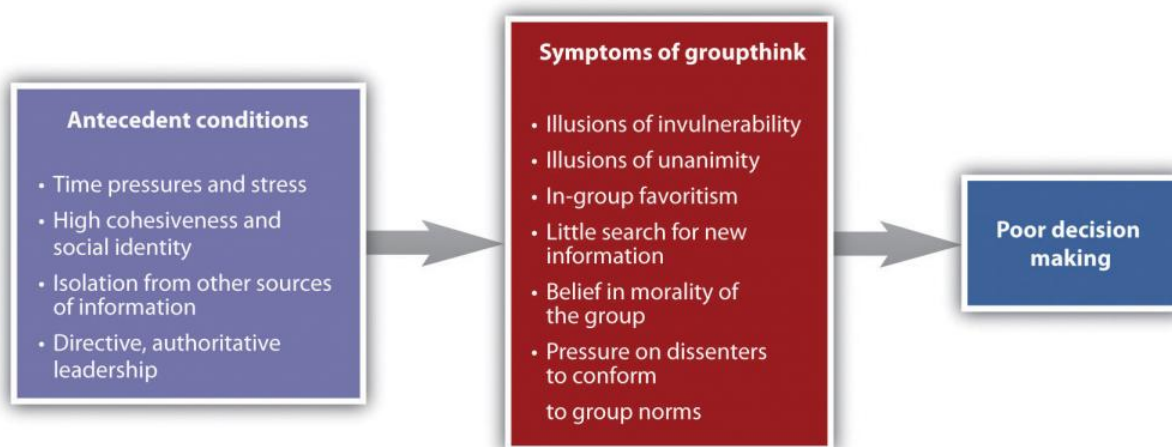 Antecedent conditions
• Time pressures and stress
• High cohesiveness and
social identity
• Isolation from other sources
of information
• Directive, authoritative
leadership
Symptoms of groupthink
• Illusions of invulnerability
• Illusions of unanimity
• In-group favoritism
• Little search for new
information
• Belief in morality of
the group
• Pressure on dissenters
to conform
to group norms
Poor decision
making